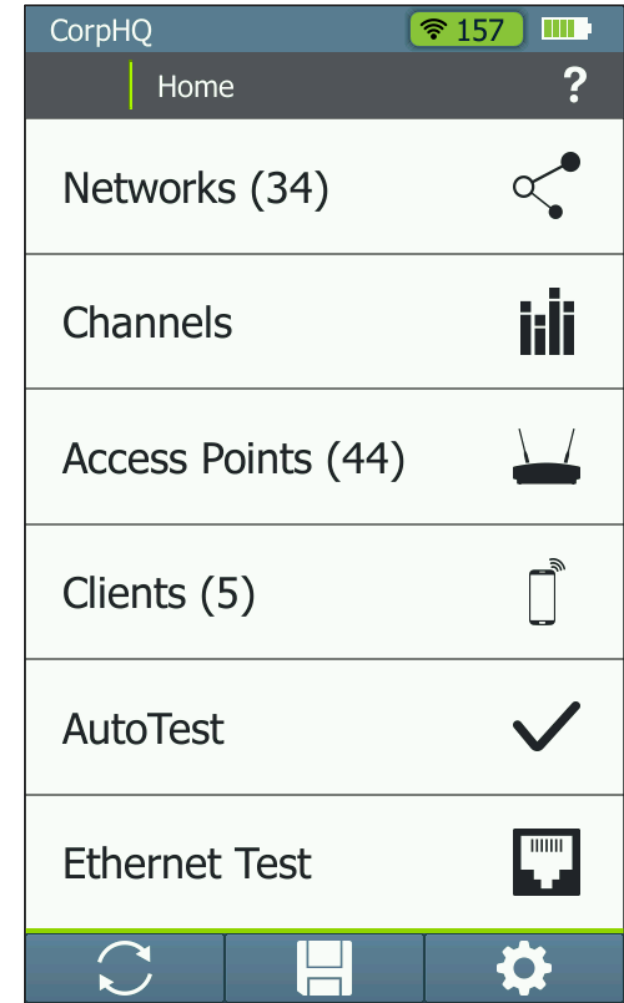 CorpHQ 157
Home ?
Networks (34)
Channels
Access Points (44)
Clients (5)
AutoTest
Ethernet Test